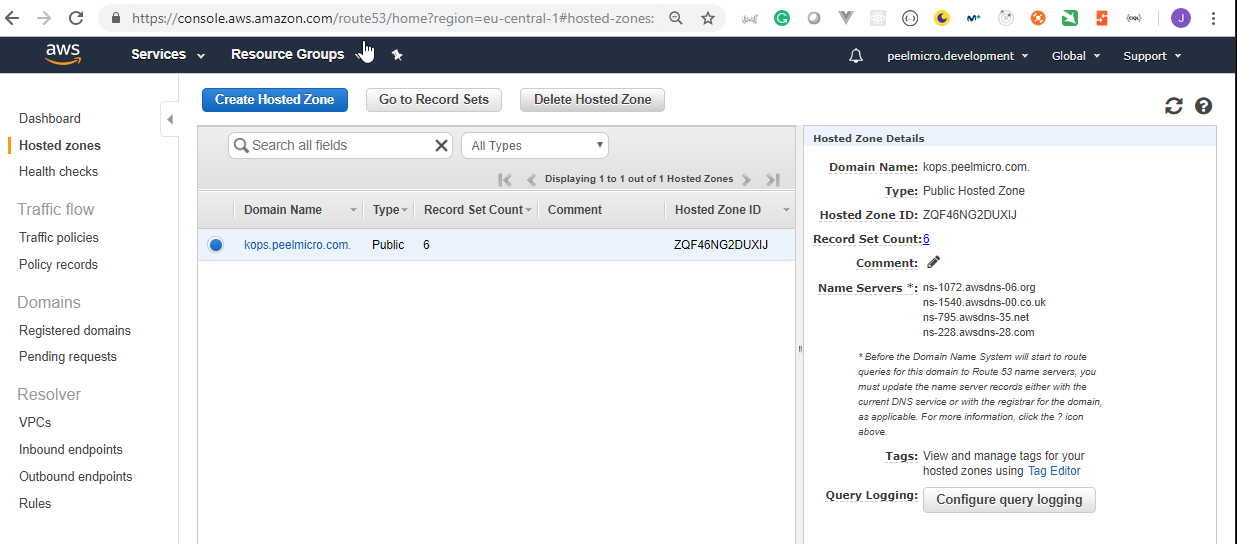 https://console.aws.amazon.com/route53/home?region=eu-central-1#hosted-zones:
J
aws
Services
Resource Groups
peelmicro.development
Global
Support
Dashboard
Hosted zones
Health checks
Traffic flow
Traffic policies
Policy records
Domains
Registered domains
Pending requests
Resolver
VPCs
Inbound endpoints
Outbound endpoints
Rules
Create Hosted Zone
Go to Record Sets
Delete Hosted Zone
Search all fields
All Types
Displaying 1 to 1 out of 1 Hosted Zones
Domain Name Type Record Set Count Comment Hosted Zone ID
kops.peelmicro.com. Public 6 ZQF46NG2DUXIJ
Hosted Zone Details
Domain Name: kops.peelmicro.com.
Type: Public Hosted Zone
Hosted Zone ID: ZQF46NG2DUXIJ
Record Set Count: 6
Comment:
Name Servers *: ns-1072.awsdns-06.org
ns-1540.awsdns-00.co.uk
ns-795.awsdns-35.net
ns-228.awsdns-28.com
* Before the Domain Name System will start to route
queries for this domain to Route 53 name servers, you
must update the name server records either with the
current DNS service or with the registrar for the domain,
as applicable. For more information, click the ? icon
above.
Tags: View and manage tags for your
hosted zones using Tag Editor
Query Logging: Configure query logging